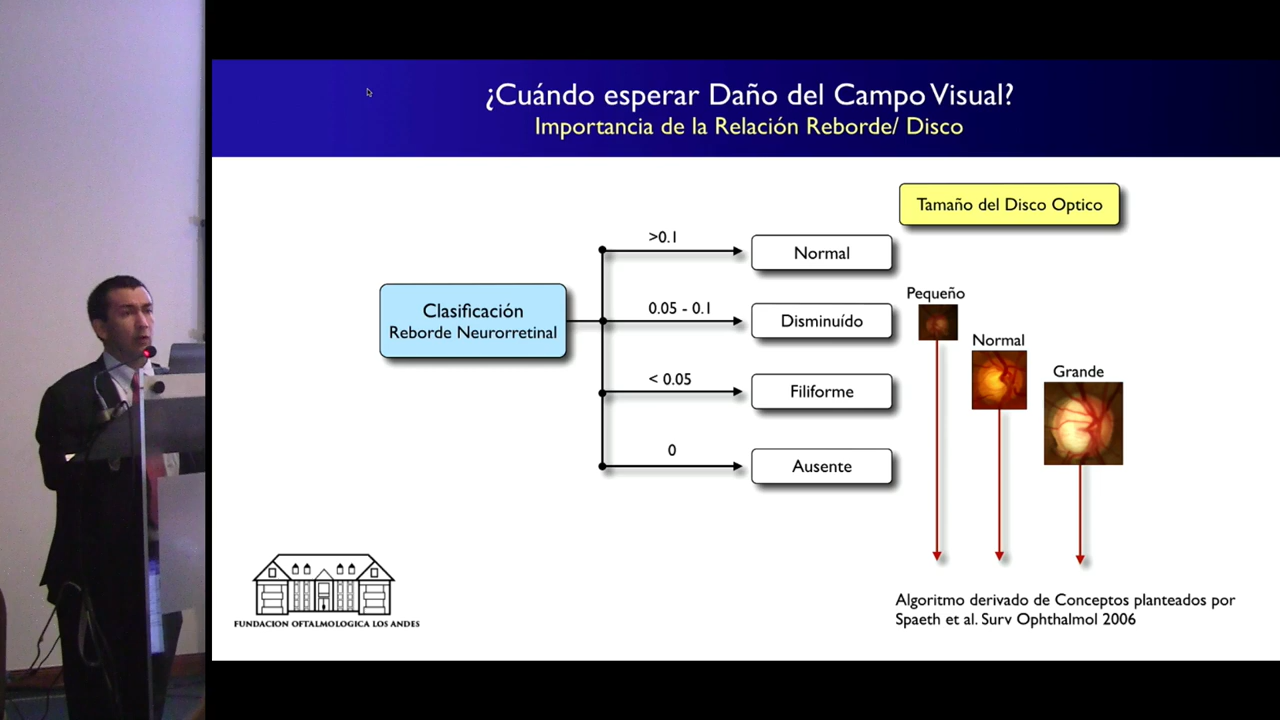 ¿Cuándo esperar Daño del Campo Visual?
Importancia de la Relación Reborde/ Disco
Tamaño del Disco Optico
>0.1
Normal
Clasificación
Reborde Neurorretinal
0.05 - 0.1
Disminuído
< 0.05
Filiforme
0
Ausente
Pequeño
Normal
Grande
FUNDACION OFTALMOLOGICA LOS ANDES
Algoritmo derivado de Conceptos planteados por
Spaeth et al. Surv Ophthalmol 2006